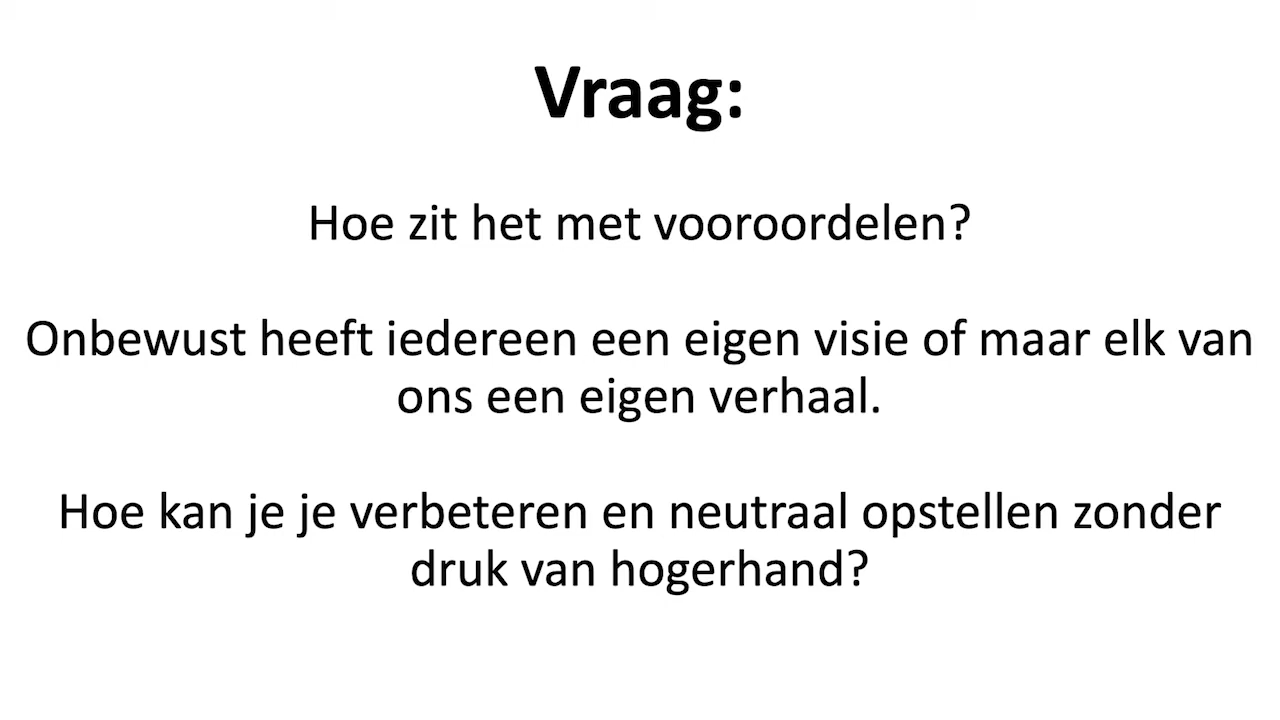 Vraag:
Hoe zit het met vooroordelen?
Onbewust heeft iedereen een eigen visie of maar elk van
ons een eigen verhaal.
Hoe kan je je verbeteren en neutraal opstellen zonder
druk van hogerhand?